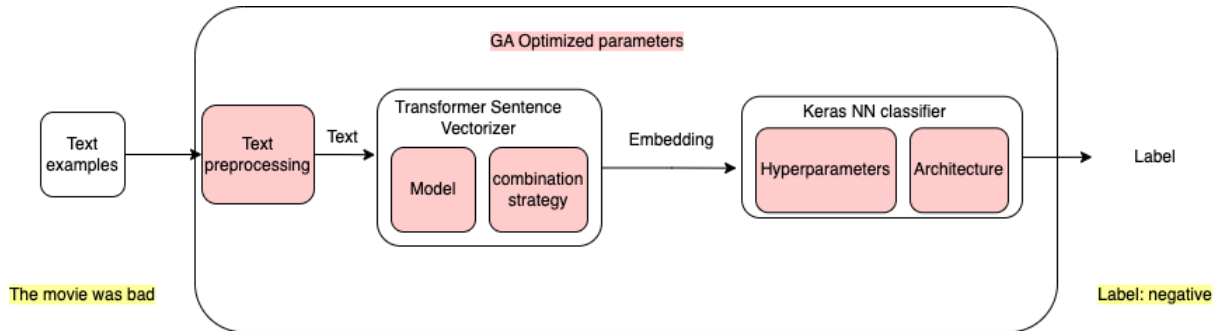 GA Optimized parameters
Text
examples
Text
preprocessing
Text
Transformer Sentence
Vectorizer
Model
combination
strategy
Embedding
Keras NN classifier
Hyperparameters
Architecture
Label
The movie was bad
Label: negative